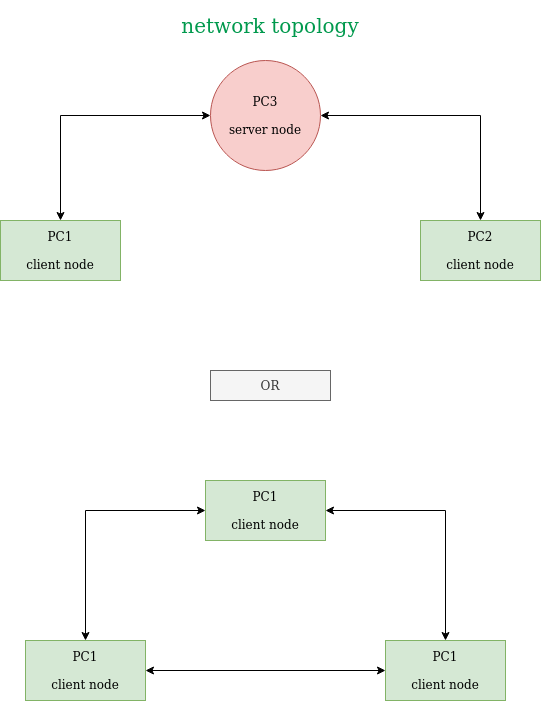 network topology
PC3
server node
PC1
client node
PC2
client node
OR
PC1
client node
PC1
client node
PC1
client node